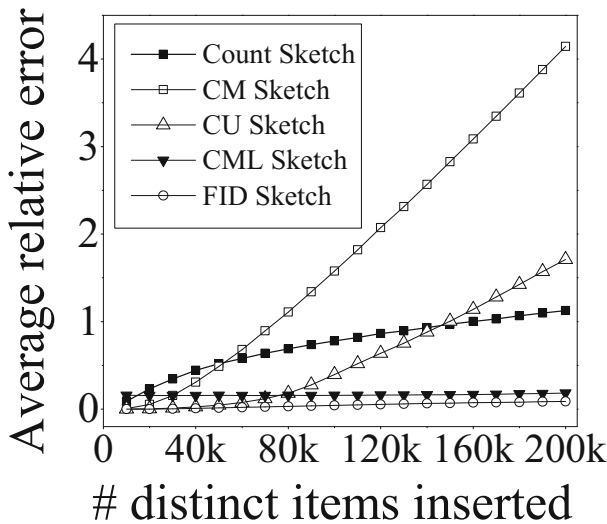 Average relative error
4
3
2
1
0
Count Sketch
CM Sketch
CU Sketch
CML Sketch
FID Sketch
0 40k 80k 120k 160k 200k
# distinct items inserted